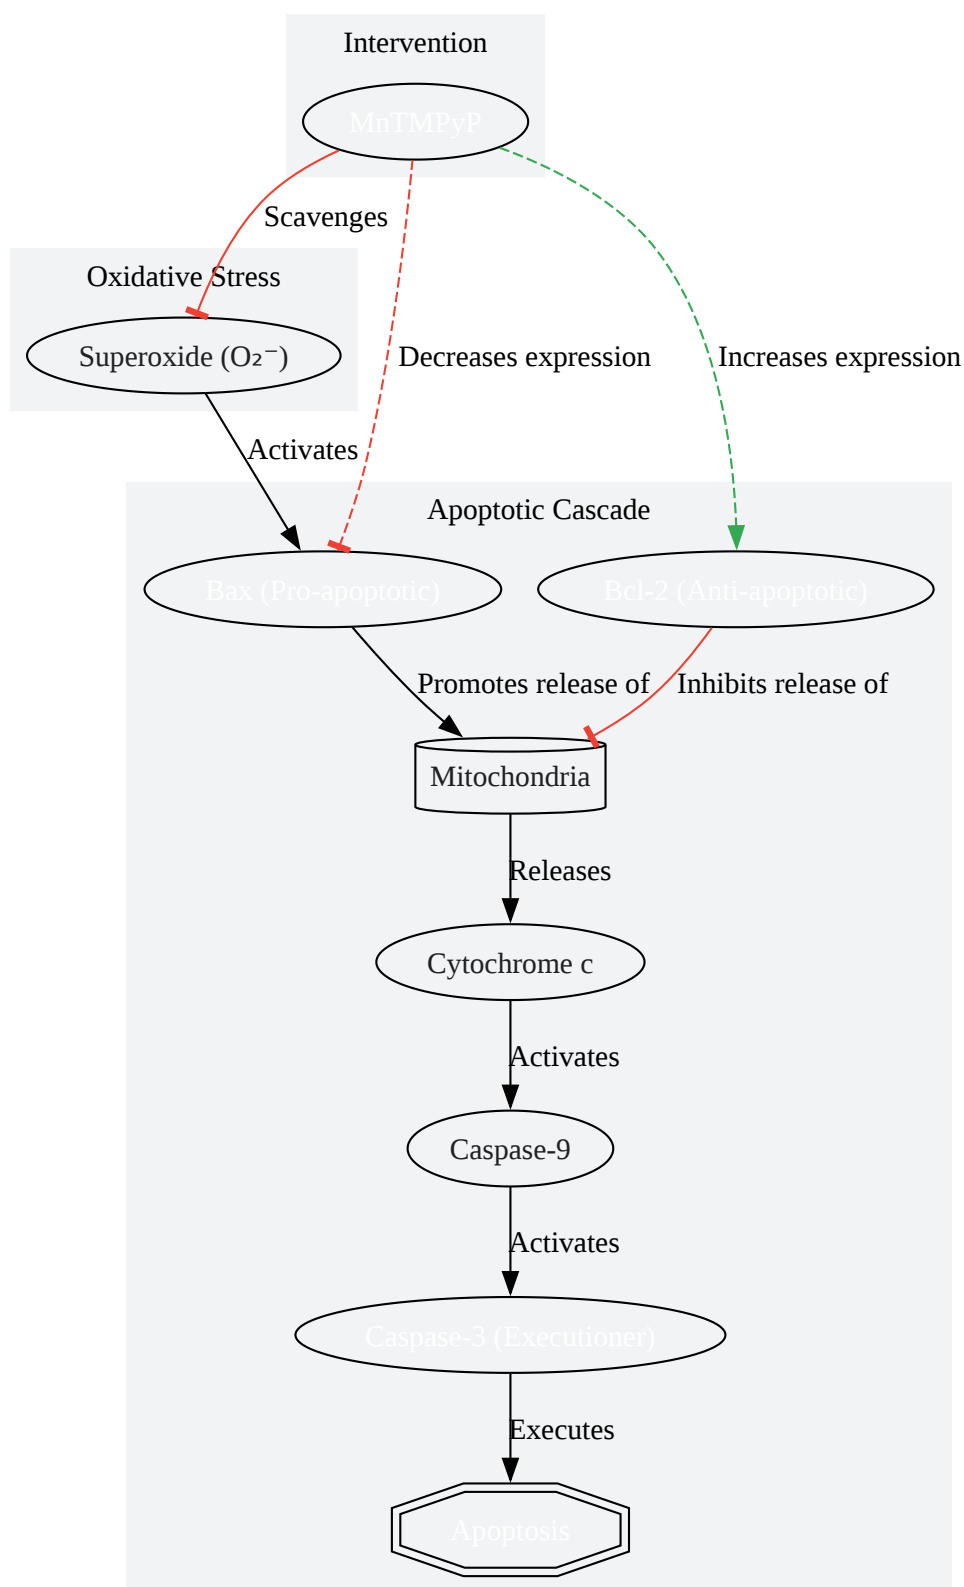 Intervention
MnTMPyP
Scavenges
Oxidative Stress
Superoxide (O₂⁻)
Decreases expression
Increases expression
Activates
Apoptotic Cascade
Bax (Pro-apoptotic)
Bcl-2 (Anti-apoptotic)
Promotes release of
Inhibits release of
Mitochondria
Releases
Cytochrome c
Activates
Caspase-9
Activates
Caspase-3 (Executioner)
Executes
Apoptosis